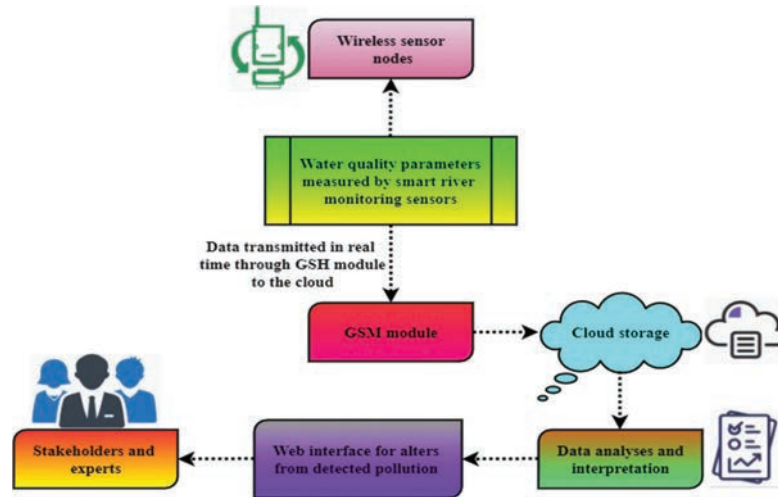 Wireless sensor
nodes
Water quality parameters
measured by smart river
monitoring sensors
Data transmitted in real
time through GSH module
to the cloud
GSM module
Cloud storage
Stakeholders and
experts
Web interface for alters
from detected pollution
Data analyses and
interpretation